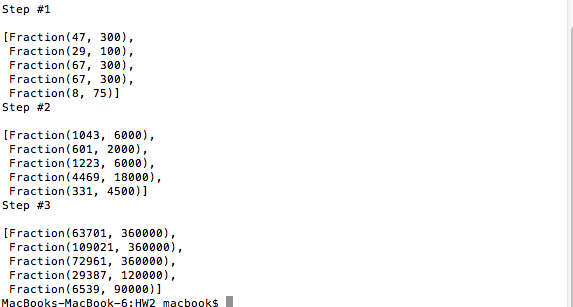 Step #1
[Fraction(47, 300),
Fraction(29, 100),
Fraction(67, 300),
Fraction(67, 300),
Fraction(8, 75)]
Step #2
[Fraction(1043, 6000),
Fraction(601, 2000),
Fraction(1223, 6000),
Fraction(4469, 18000),
Fraction(331, 4500)]
Step #3
[Fraction(63701, 360000),
Fraction(109021, 360000),
Fraction(72961, 360000),
Fraction(29387, 120000),
Fraction(6539, 90000)]
MacBooks-MacBook-6:HW2 macbook$